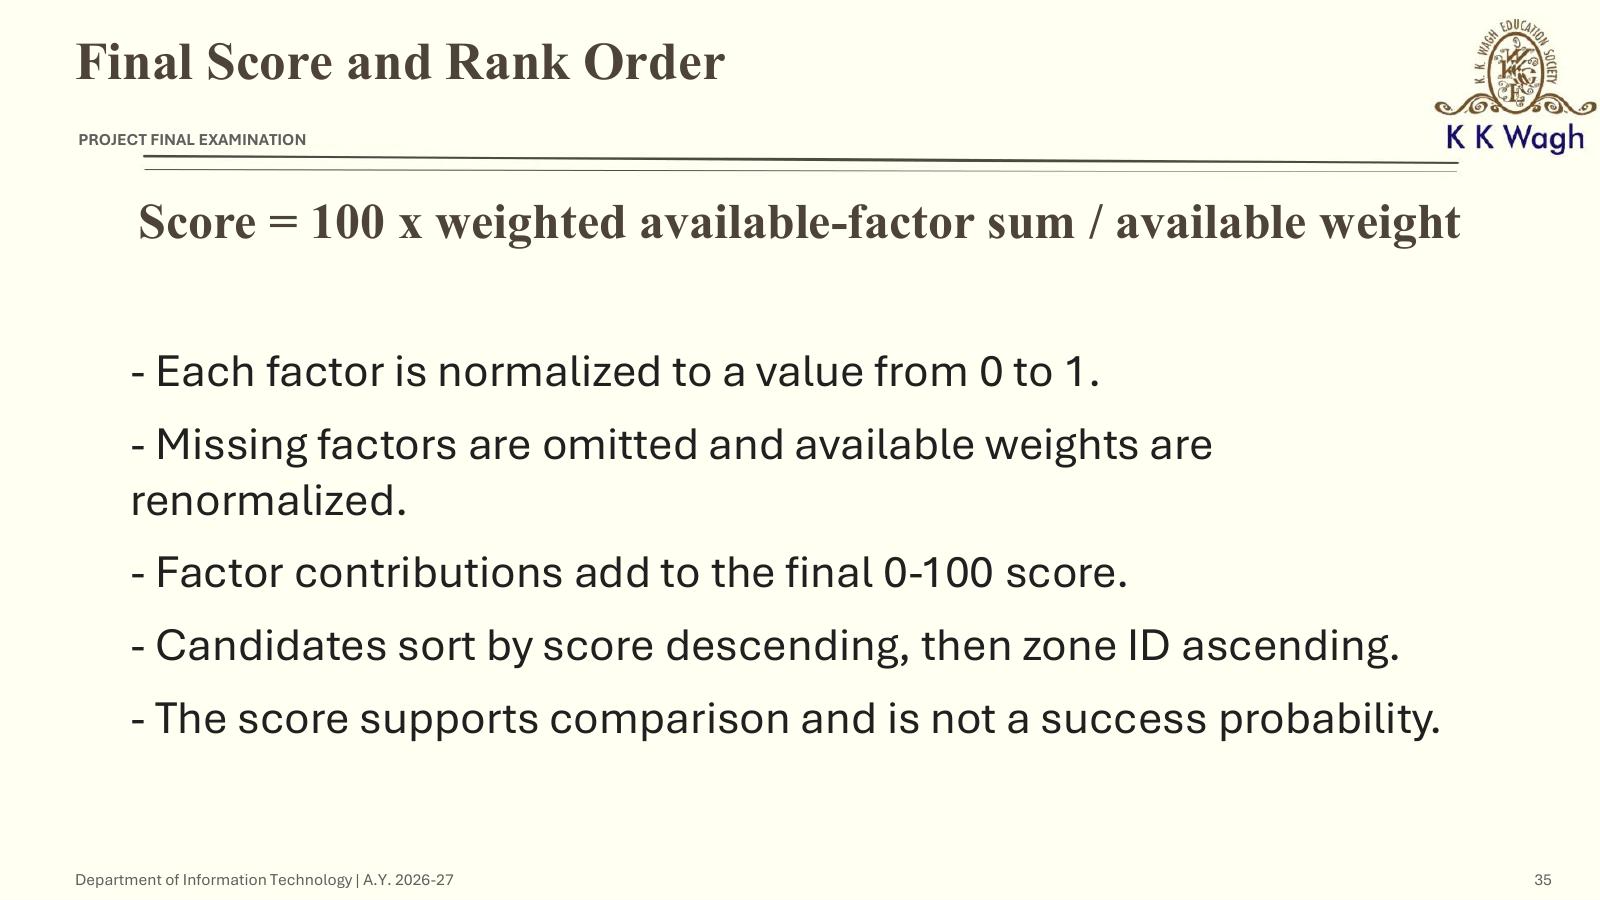 Final Score and Rank Order
K. K. WAGH EDUCATION SOCIETY
K K Wagh
PROJECT FINAL EXAMINATION
Score = 100 x weighted available-factor sum / available weight
- Each factor is normalized to a value from 0 to 1.
- Missing factors are omitted and available weights are
renormalized.
- Factor contributions add to the final 0-100 score.
- Candidates sort by score descending, then zone ID ascending.
- The score supports comparison and is not a success probability.
Department of Information Technology | A.Y. 2026-27
35